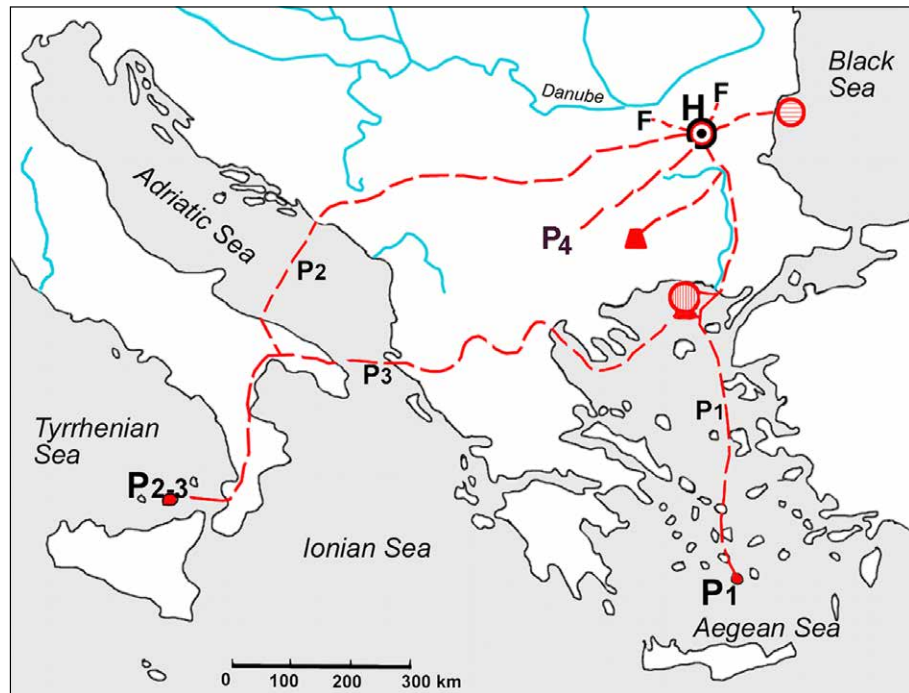 Black
Sea
Danube
F
F
H
Adriatic Sea
P4
P2
P3
P1
Tyrrhenian
Sea
P2-3
Ionian Sea
P1
Aegean Sea
0 100 200 300 km